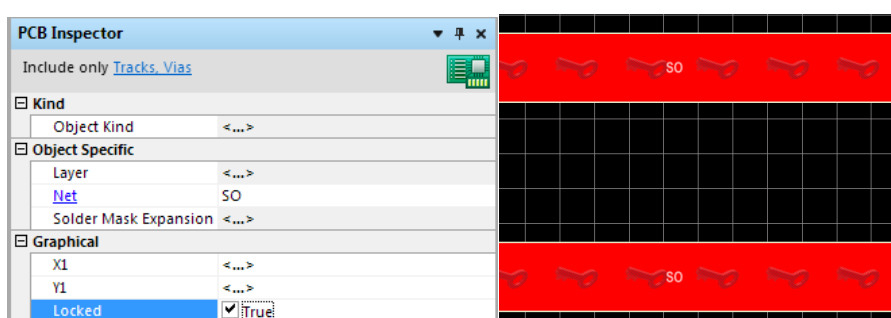 PCB Inspector
Include only Tracks, Vias
Kind
Object Kind <...>
Object Specific
Layer <...>
Net SO
Solder Mask Expansion <...>
Graphical
X1 <...>
Y1 <...>
Locked True
SO
SO